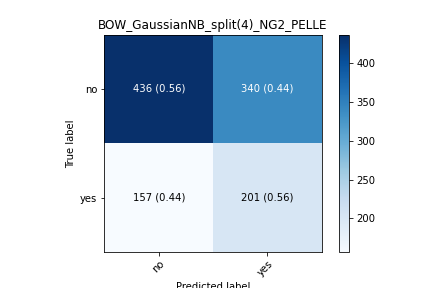 BOW_GaussianNB_split(4)_NG2_PELLE
no
436 (0.56)
340 (0.44)
yes
157 (0.44)
201 (0.56)
True label
no
yes
Predicted label
400
350
300
250
200